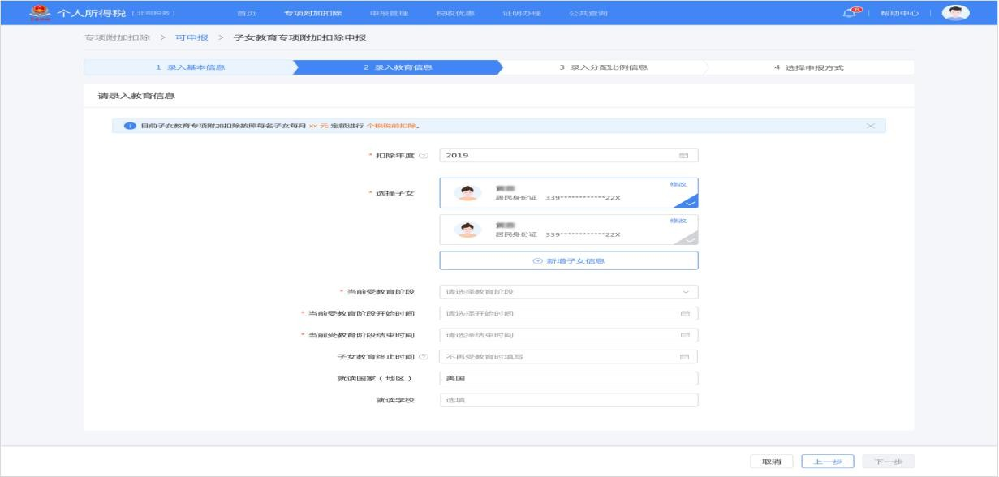 个人所得税 [ 北京税务 ] 首页 专项附加扣除 申报管理 税收优惠 证明办理 公共查询 6 帮助中心
专项附加扣除 > 可申报 > 子女教育专项附加扣除申报
1 录入基本信息 2 录入教育信息 3 录入分配比例信息 4 选择申报方式
请录入教育信息
目前子女教育专项附加扣除按照每名子女每月 xx 元 定额进行 个税税前扣除。
* 扣除年度 2019
* 选择子女
修改
居民身份证 339************22X
修改
居民身份证 339************22X
新增子女信息
* 当前受教育阶段 请选择教育阶段
* 当前受教育阶段开始时间 请选择开始时间
* 当前受教育阶段结束时间 请选择结束时间
子女教育终止时间 不再受教育时填写
就读国家（地区） 美国
就读学校 选填
取消 上一步 下一步